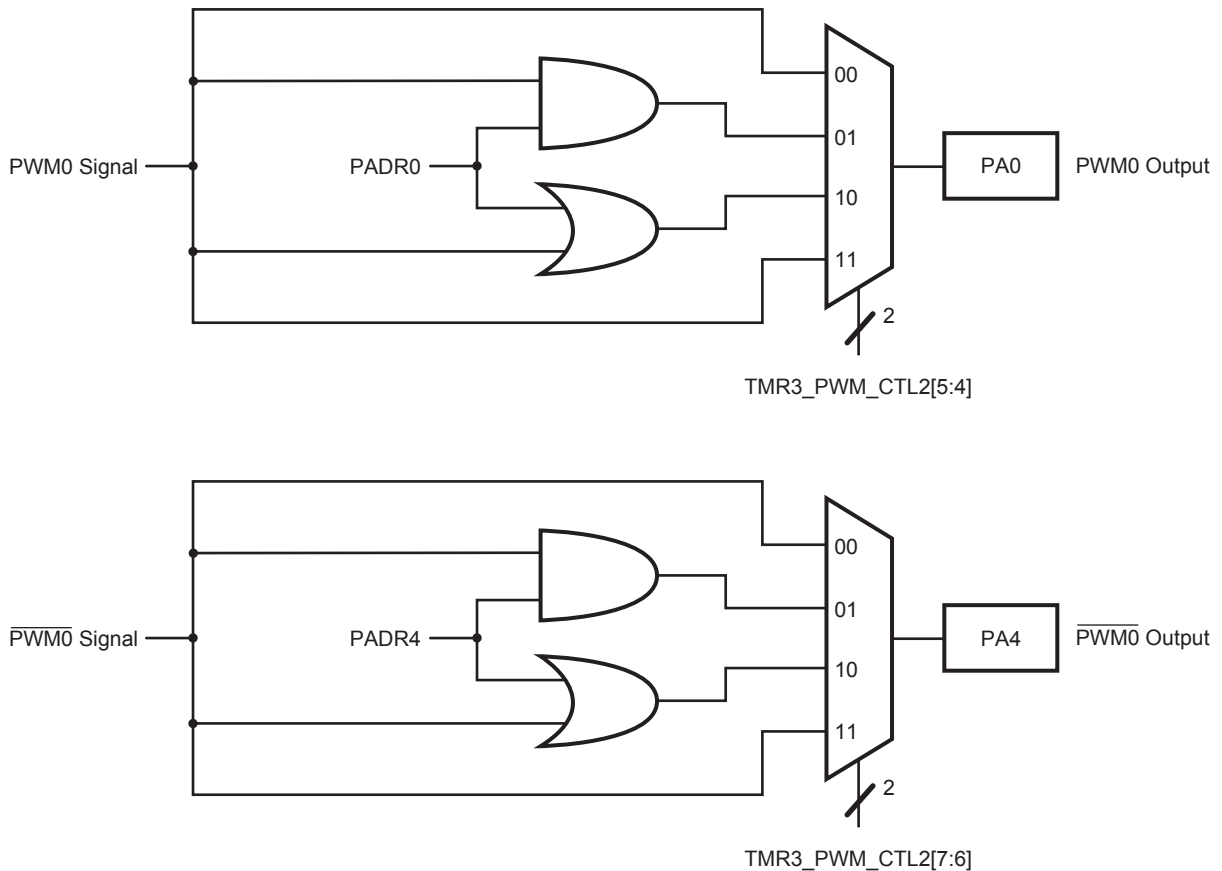 00
01
PWM0 Signal
PADR0
PA0
PWM0 Output
10
11
2
TMR3_PWM_CTL2[5:4]
00
01
PWM0 Signal
PADR4
PA4
PWM0 Output
10
11
2
TMR3_PWM_CTL2[7:6]